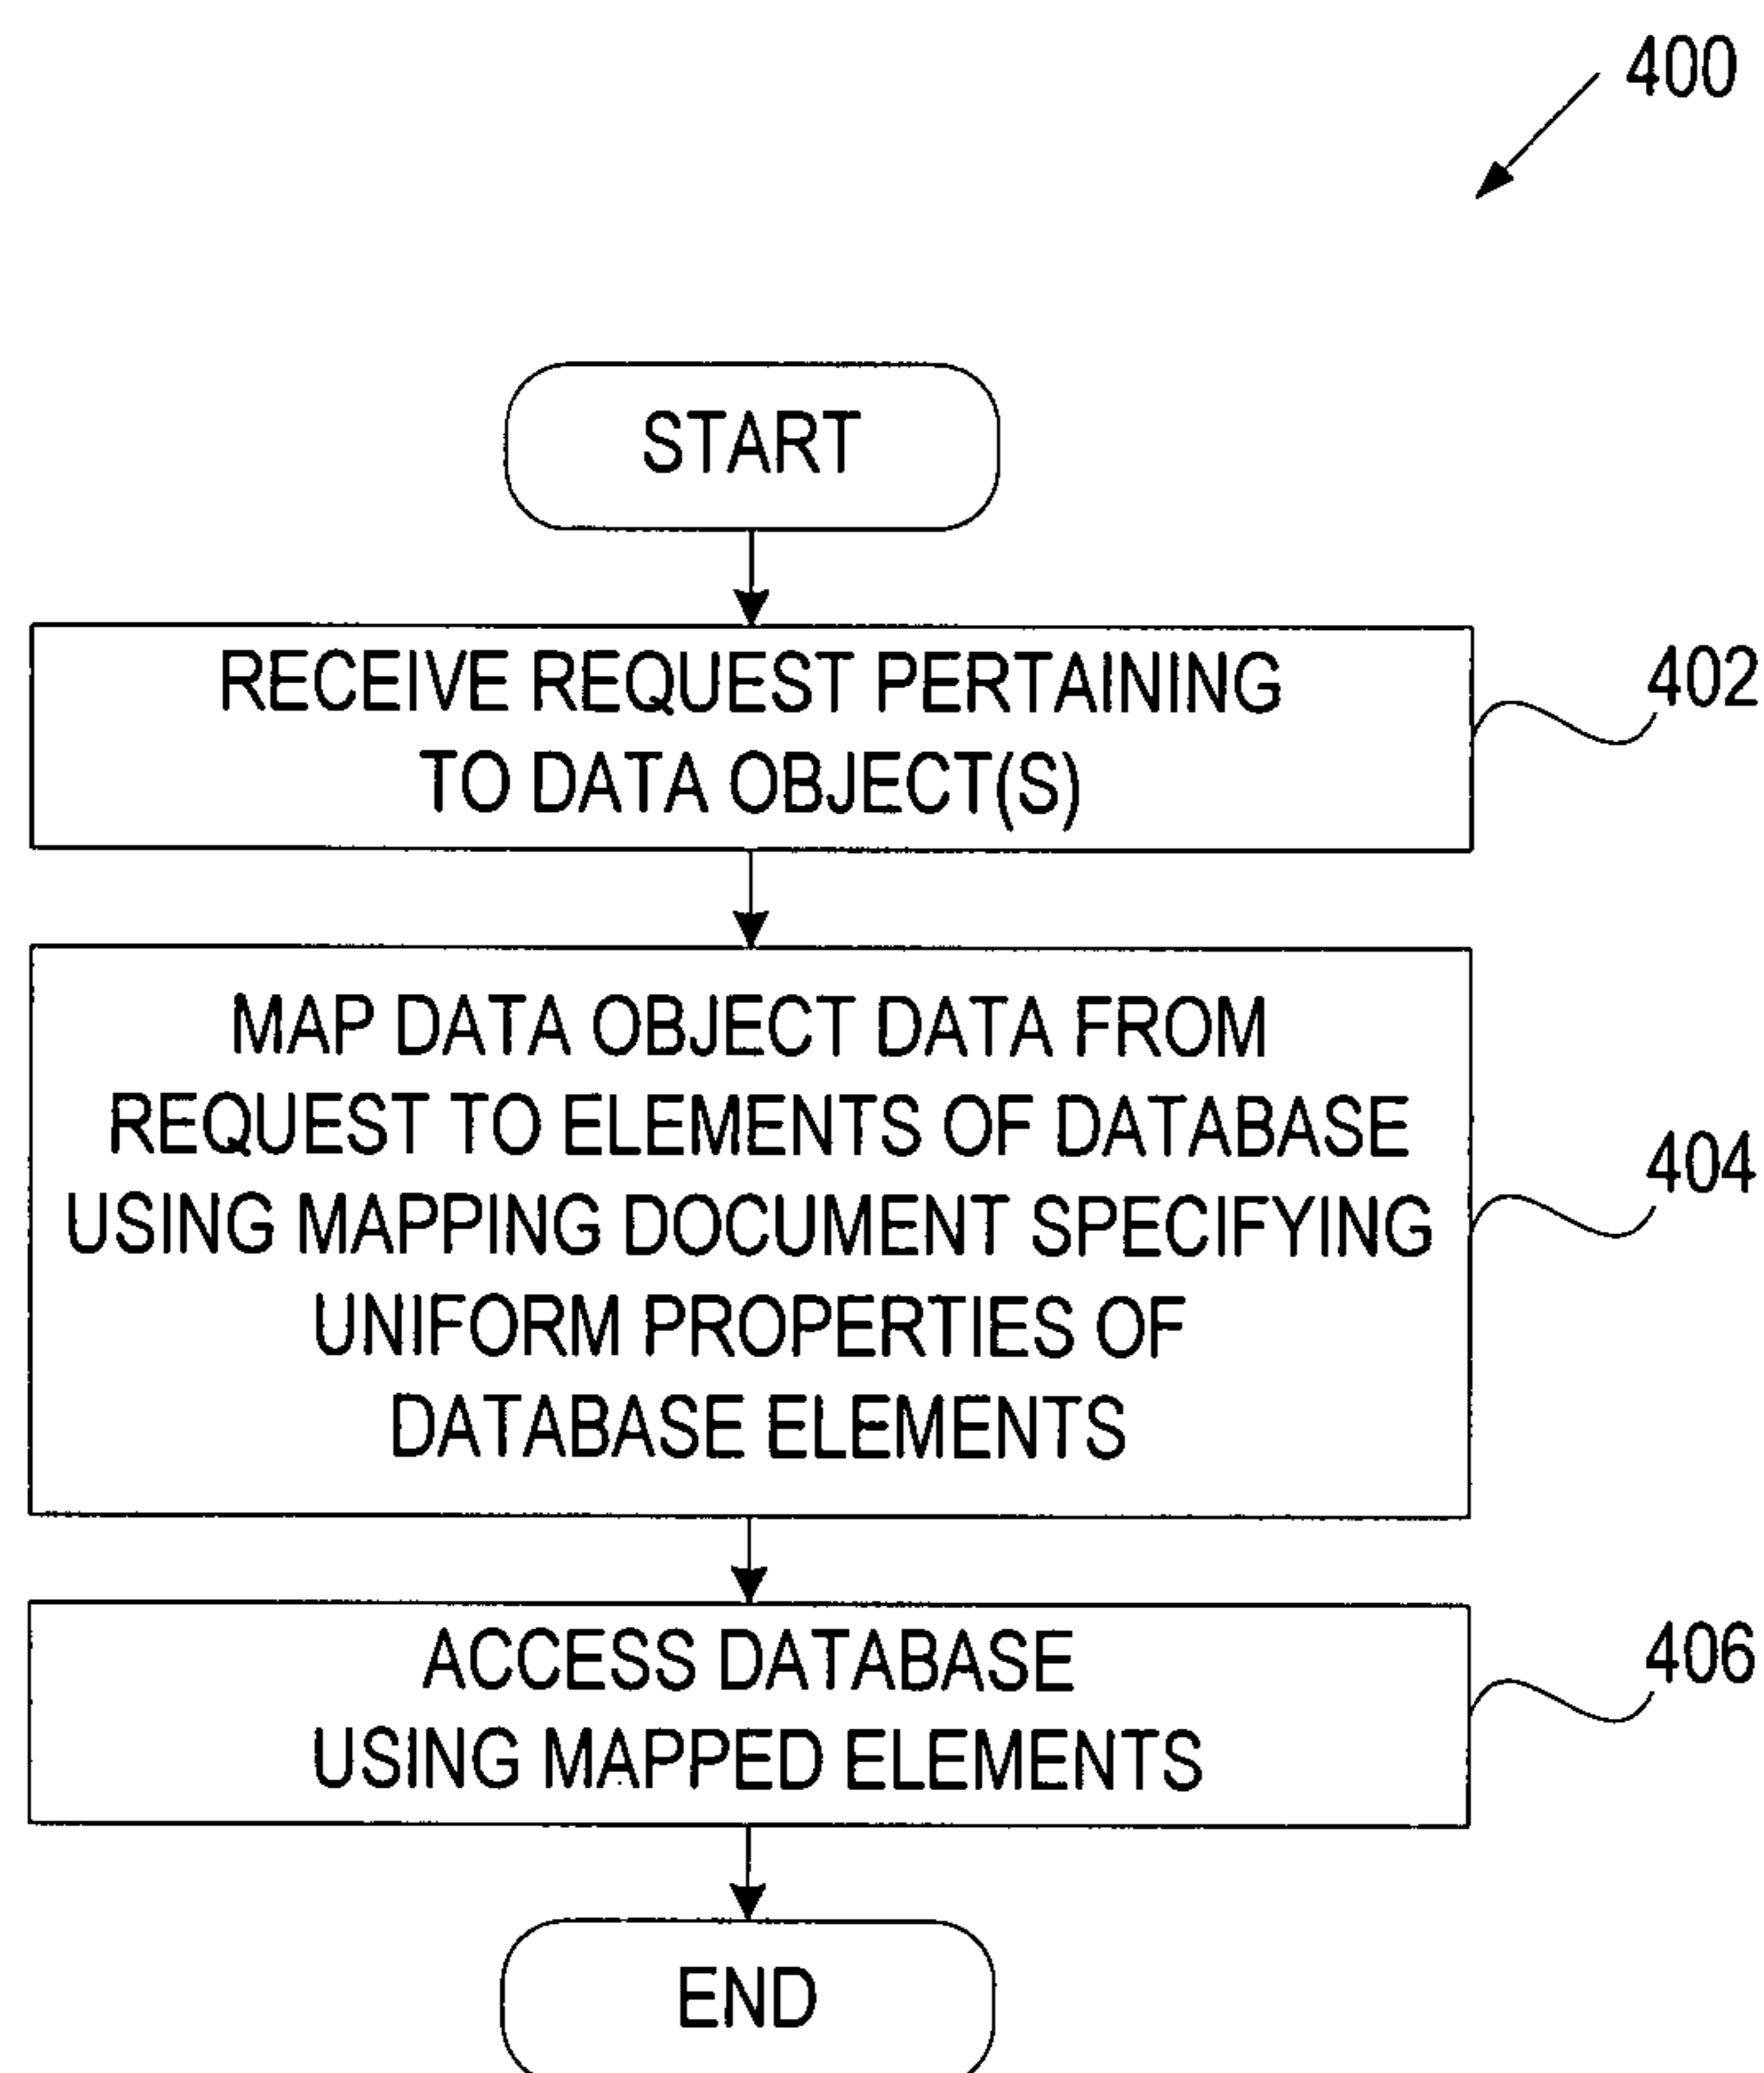 400
START
RECEIVE REQUEST PERTAINING
TO DATA OBJECT(S)
402
MAP DATA OBJECT DATA FROM
REQUEST TO ELEMENTS OF DATABASE
USING MAPPING DOCUMENT SPECIFYING
UNIFORM PROPERTIES OF
DATABASE ELEMENTS
404
ACCESS DATABASE
USING MAPPED ELEMENTS
406
END